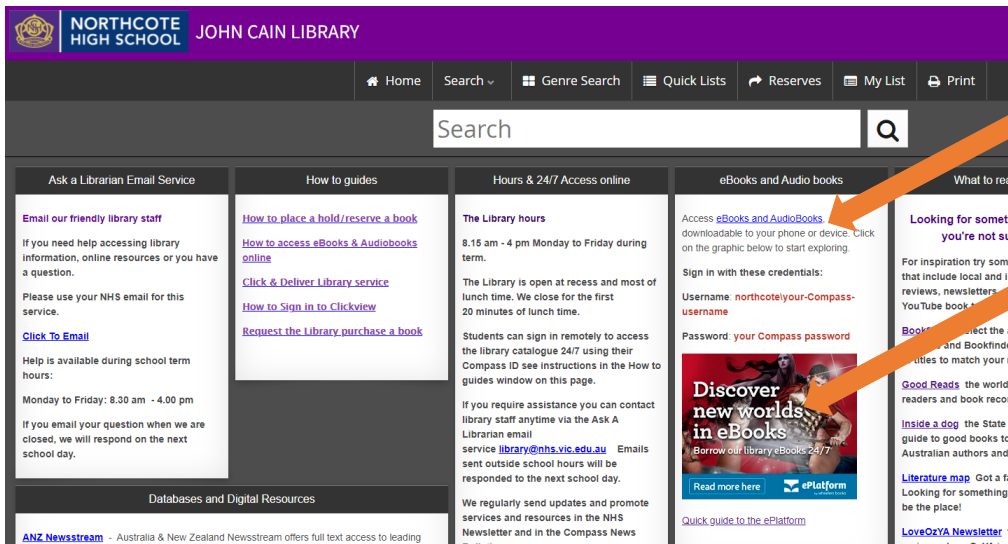 NORTHCOTE
HIGH SCHOOL
JOHN CAIN LIBRARY
Home
Search
Genre Search
Quick Lists
Reserves
My List
Print
Search
Ask a Librarian Email Service
Email our friendly library staff
If you need help accessing library
information, online resources or you have
a question.
Please use your NHS email for this
service.
Click To Email
Help is available during school term
hours:
Monday to Friday: 8.30 am - 4.00 pm
If you email your question when we are
closed, we will respond on the next
school day.
How to guides
How to place a hold/reserve a book
How to access eBooks & Audiobooks
online
Click & Deliver Library service
How to Sign in to Clickview
Request the Library purchase a book
Databases and Digital Resources
ANZ Newsstream - Australia & New Zealand Newsstream offers full text access to leading
Hours & 24/7 Access online
The Library hours
8.15 am - 4 pm Monday to Friday during
term.
The Library is open at recess and most of
lunch time. We close for the first
20 minutes of lunch time.
Students can sign in remotely to access
the library catalogue 24/7 using their
Compass ID see instructions in the How to
guides window on this page.
If you require assistance you can contact
library staff anytime via the Ask A
Librarian email
service library@nhs.vic.edu.au Emails
sent outside school hours will be
responded to the next school day.
We regularly send updates and promote
services and resources in the NHS
Newsletter and in the Compass News
eBooks and Audio books
Access eBooks and AudioBooks,
downloadable to your phone or device. Click
on the graphic below to start exploring.
Sign in with these credentials:
Username: northcote\your-Compass-
username
Password: your Compass password
Discover
new worlds
in eBooks
Borrow our library eBooks 24/7
Read more here
ePlatform
by wheelers books
Quick guide to the ePlatform
What to
Looking for
you're not
For inspiration try
that include local and
reviews, newsletters
YouTube book
the
and
titles to match your
Good Reads the world
readers and book
Inside a dog the State
guide to good books
Australian authors and
Literature map Got a
Looking for something
be the place!
LoveOzYA Newsletter